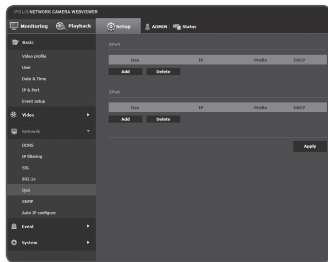 iPOLiS NETWORK CAMERA WEBVIEWER
Monitoring Playback Setup ADMIN Status
Basic
Video profile
User
Date & Time
IP & Port
Event setup
Video
Network
DDNS
IP filtering
SSL
802.1x
QoS
SNMP
Auto IP configure
Event
System
IPv4
Use IP Prefix DSCP
Add Delete
IPv6
Use IP Prefix DSCP
Add Delete
Apply